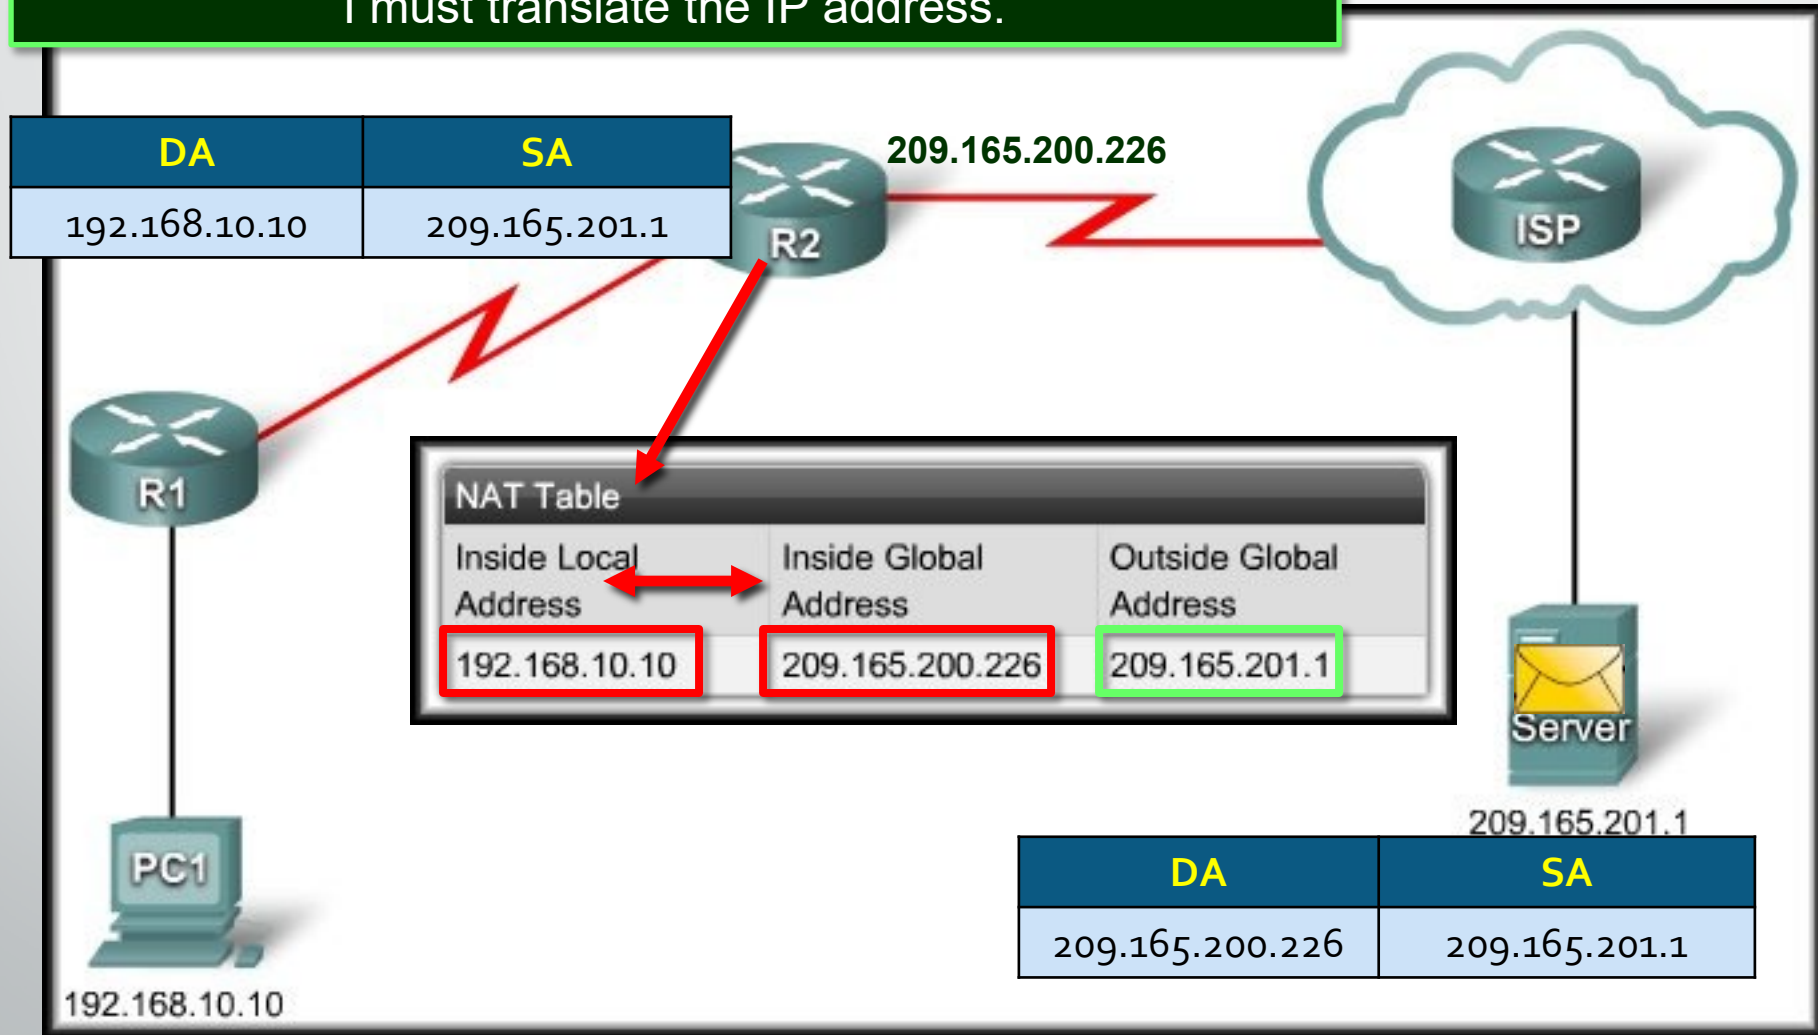 I must translate the IP address.
DA SA
192.168.10.10 209.165.201.1
209.165.200.226
R2
ISP
R1
NAT Table
Inside Local Address
Inside Global Address
Outside Global Address
192.168.10.10 209.165.200.226 209.165.201.1
Server
209.165.201.1
PC1
192.168.10.10
DA SA
209.165.200.226 209.165.201.1